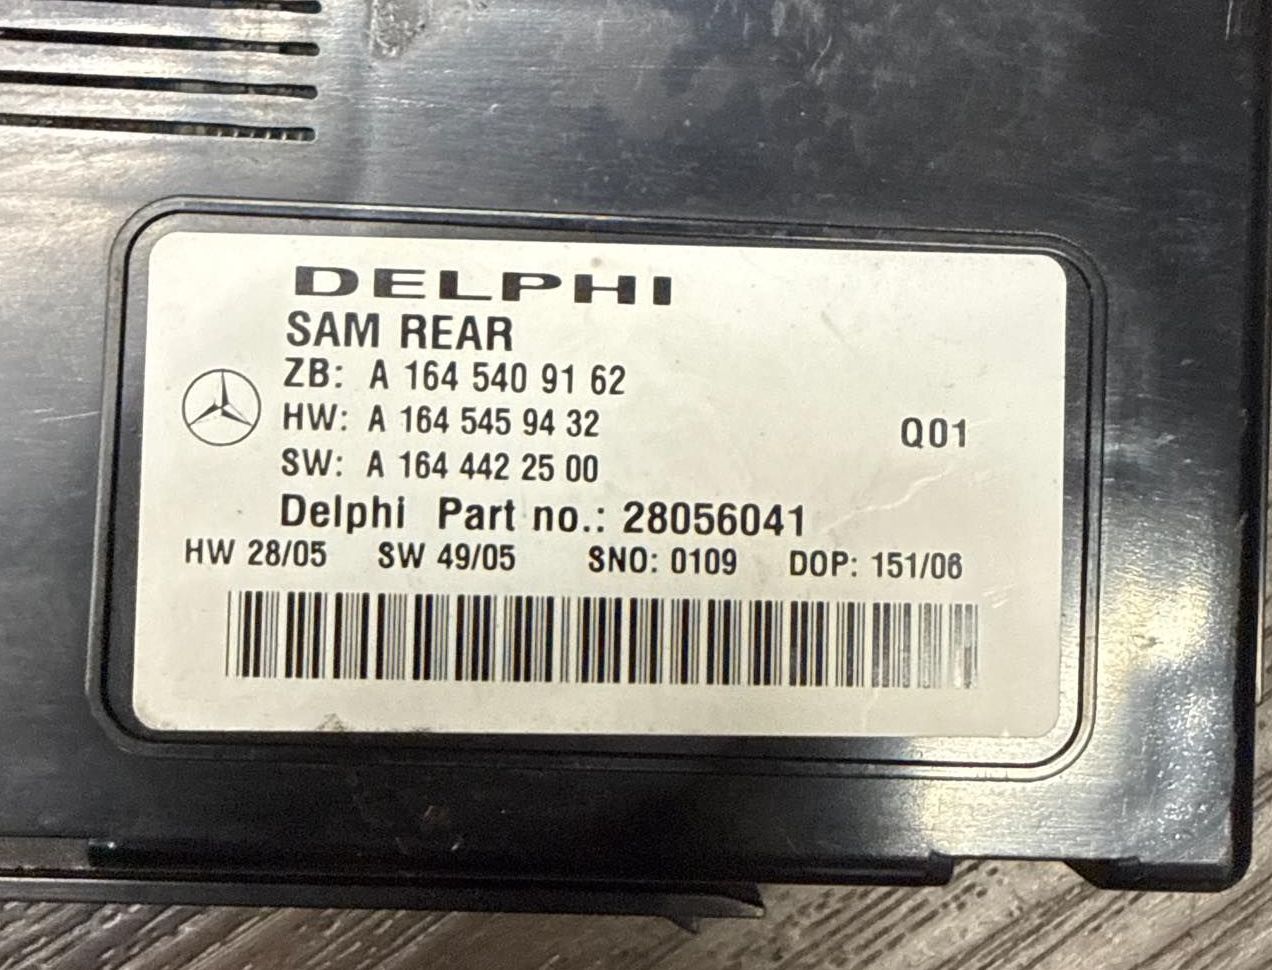 DELPHI
SAM REAR
ZB: A 164 540 91 62
HW: A 164 545 94 32
Q01
SW: A 164 442 25 00
Delphi Part no.: 28056041
HW 28/05 SW 49/05 SNO: 0109 DOP: 151/06